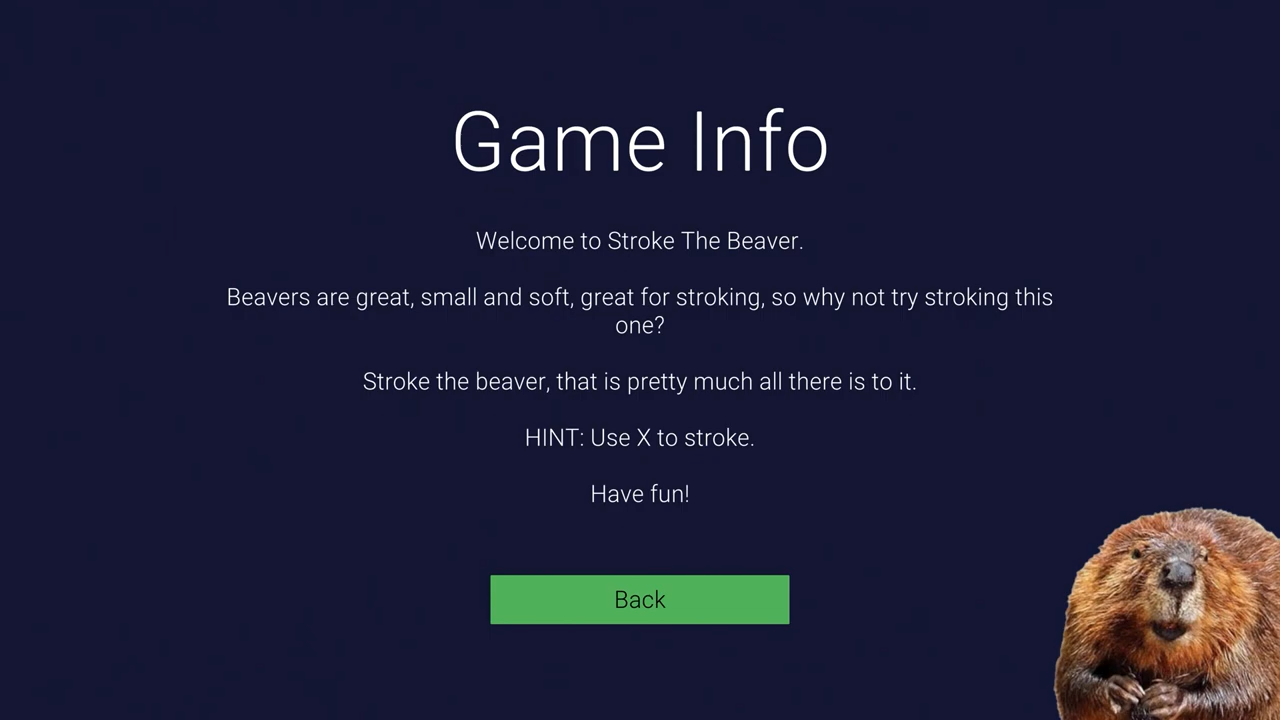 Game Info
Welcome to Stroke The Beaver.
Beavers are great, small and soft, great for stroking, so why not try stroking this
one?
Stroke the beaver, that is pretty much all there is to it.
HINT: Use X to stroke.
Have fun!
Back